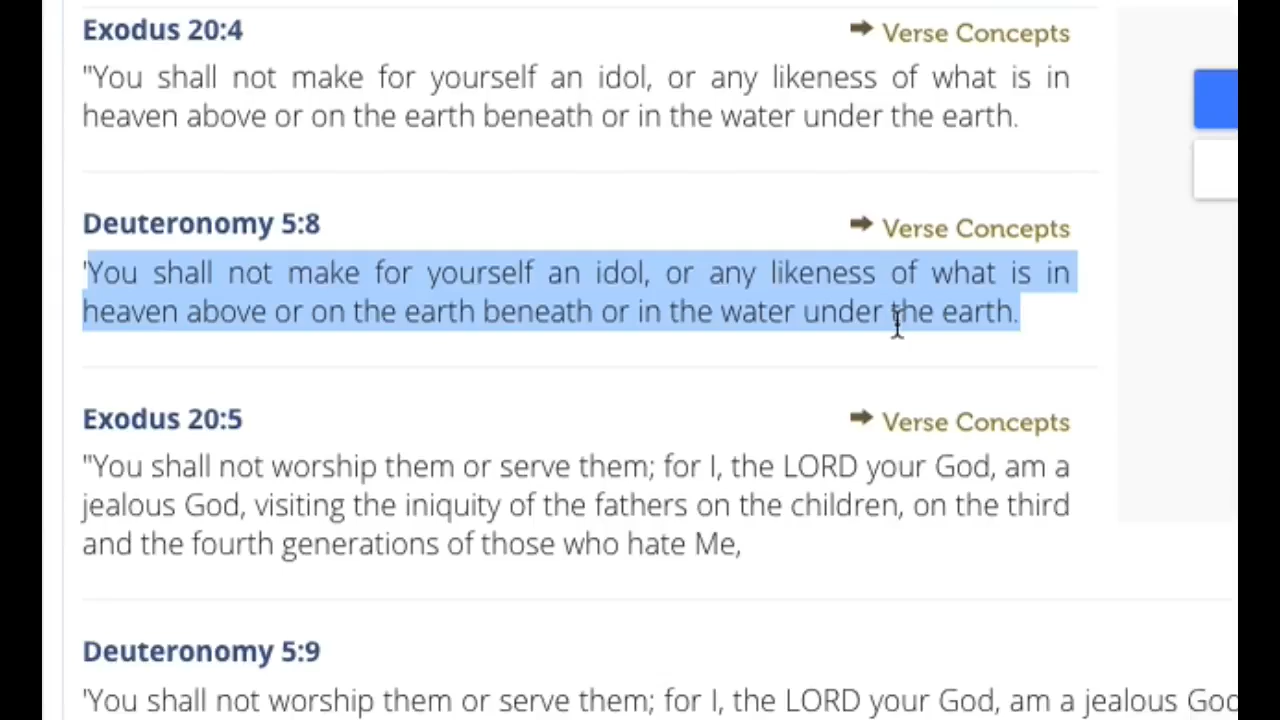 Exodus 20:4
Verse Concepts
"You shall not make for yourself an idol, or any likeness of what is in
heaven above or on the earth beneath or in the water under the earth.
Deuteronomy 5:8
Verse Concepts
'You shall not make for yourself an idol, or any likeness of what is in
heaven above or on the earth beneath or in the water under the earth.
Exodus 20:5
Verse Concepts
"You shall not worship them or serve them; for I, the LORD your God, am a
jealous God, visiting the iniquity of the fathers on the children, on the third
and the fourth generations of those who hate Me,
Deuteronomy 5:9
'You shall not worship them or serve them; for I, the LORD your God, am a jealous God